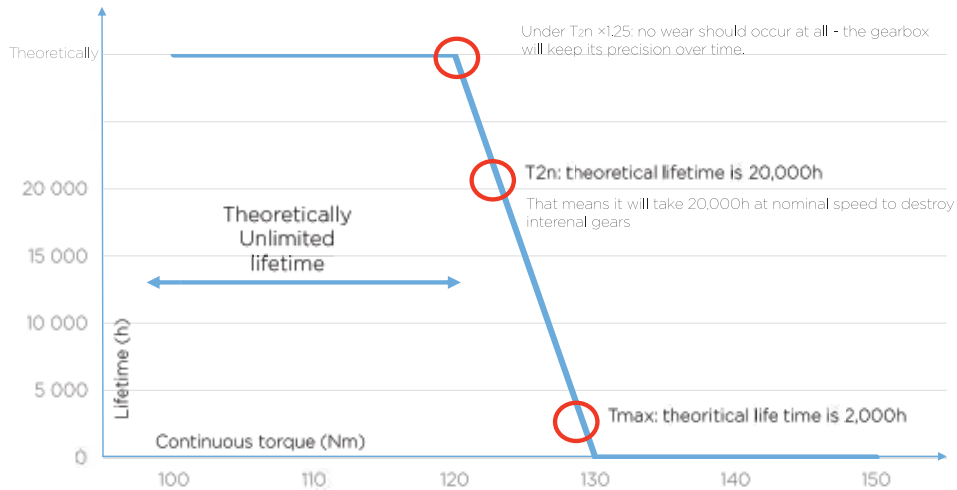 Under T2n ×1.25: no wear should occur at all - the gearbox
will keep its precision over time.
Theoretically
T2n: theoretical lifetime is 20,000h
That means it will take 20,000h at nominal speed to destroy
interenal gears
20 000
Theoretically
Unlimited
lifetime
15 000
10 000
5 000
Lifetime (h)
Tmax: theoritical life time is 2,000h
Continuous torque (Nm)
0
100 110 120 130 140 150